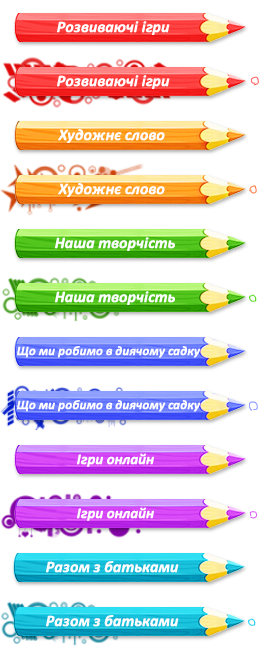 Розвиваючі ігри
Розвиваючі ігри
Художнє слово
Художнє слово
Наша творчість
Наша творчість
Що ми робимо в диячому садку
Що ми робимо в диячому садку
Ігри онлайн
Ігри онлайн
Разом з батьками
Разом з батьками